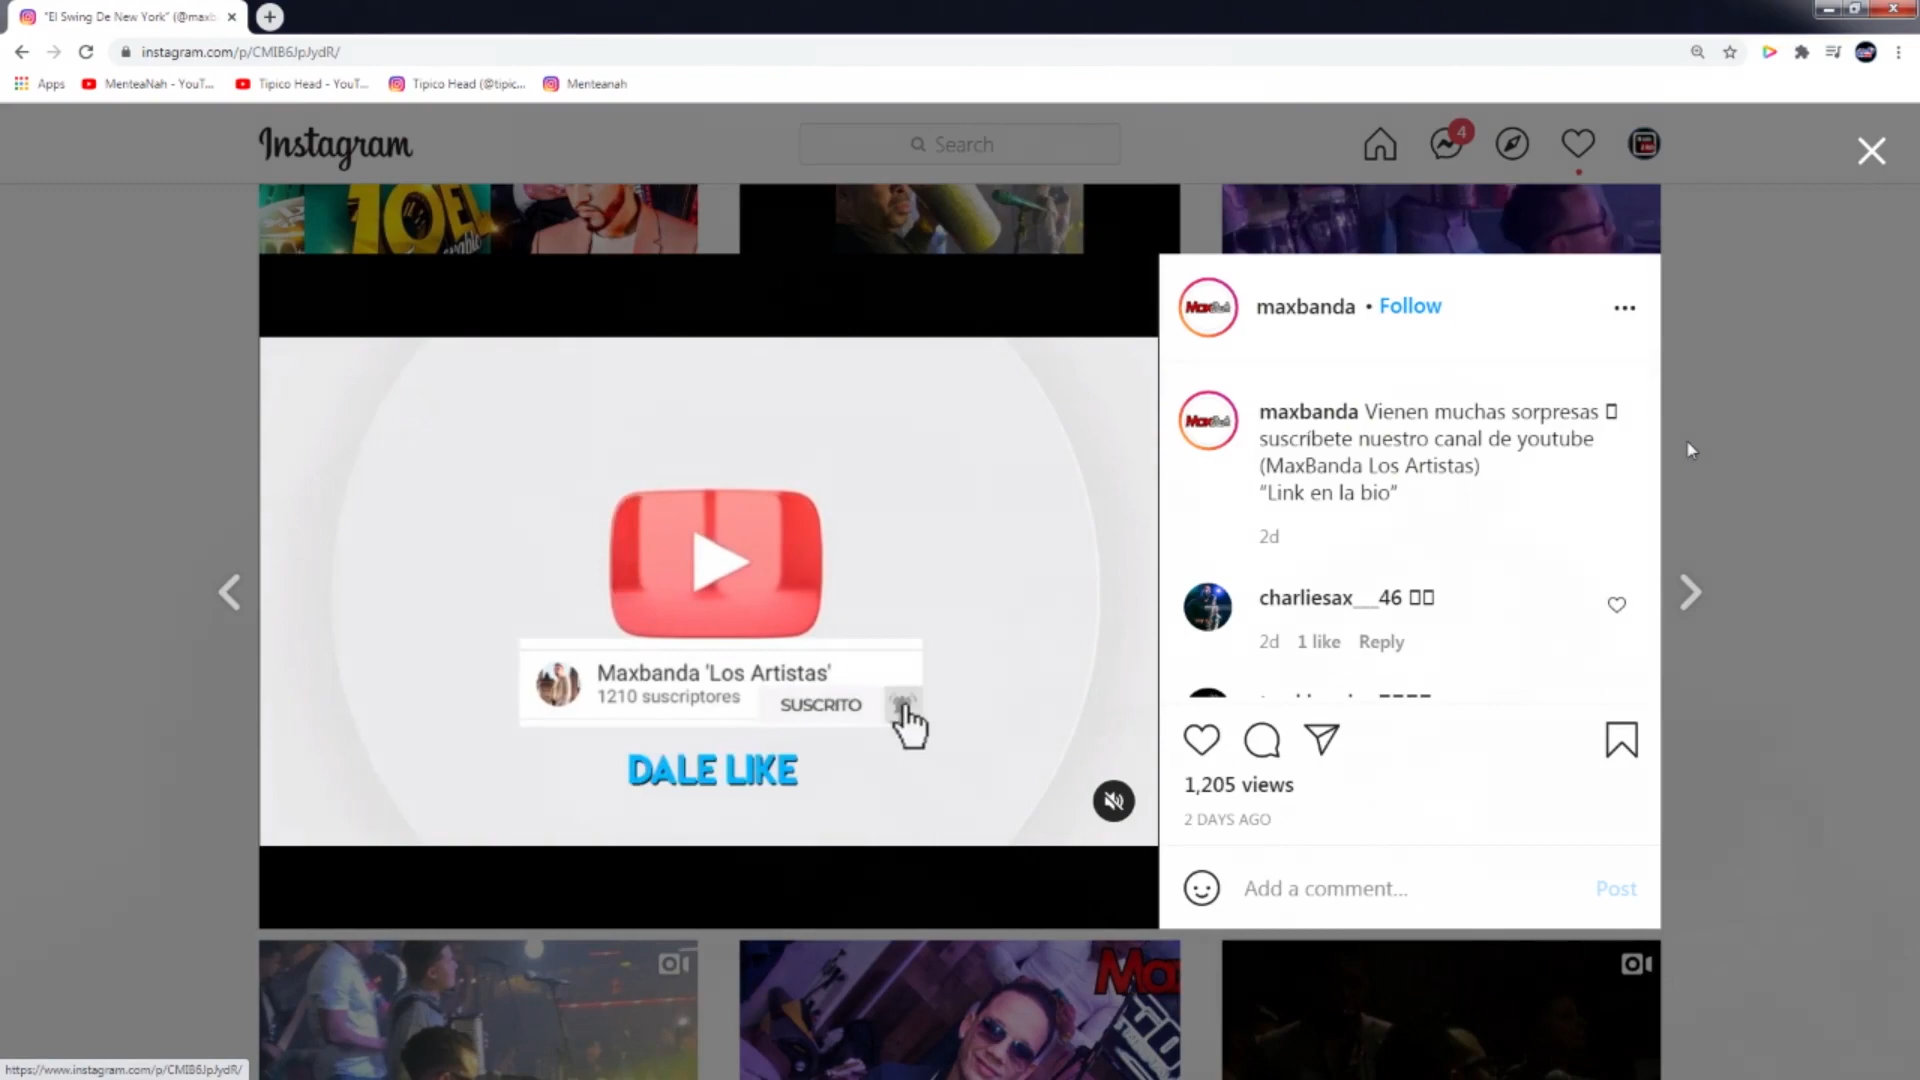 "El Swing De New York" (@maxb
instagram.com/p/CMIB6JpJydR/
Apps
MenteaNah - YouT...
Tipico Head - YouT...
Tipico Head (@tipic...
Menteanah
Instagram
Search
4
10EL
maxbanda • Follow
maxbanda Vienen muchas sorpresas
suscríbete nuestro canal de youtube
(MaxBanda Los Artistas)
“Link en la bio”
2d
charliesax__46
2d 1 like Reply
Maxbanda 'Los Artistas'
1210 suscriptores
SUSCRITO
DALE LIKE
1,205 views
2 DAYS AGO
Add a comment...
Post
https://www.instagram.com/p/CMIB6JpJydR/